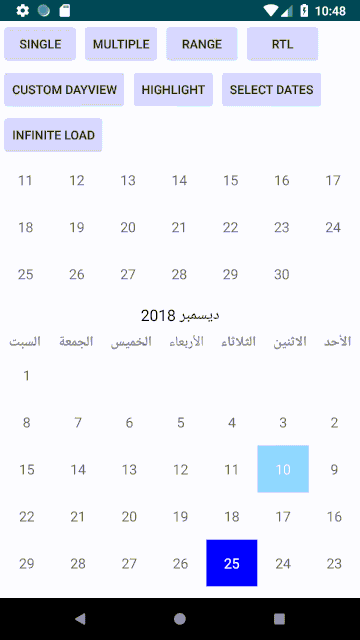 10:48
SINGLE MULTIPLE RANGE RTL
CUSTOM DAYVIEW HIGHLIGHT SELECT DATES
INFINITE LOAD
11 12 13 14 15 16 17
18 19 20 21 22 23 24
25 26 27 28 29 30
ديسمبر 2018
الأحد الاثنين الثلاثاء الأربعاء الخميس الجمعة السبت
1
2 3 4 5 6 7 8
9 10 11 12 13 14 15
16 17 18 19 20 21 22
23 24 25 26 27 28 29